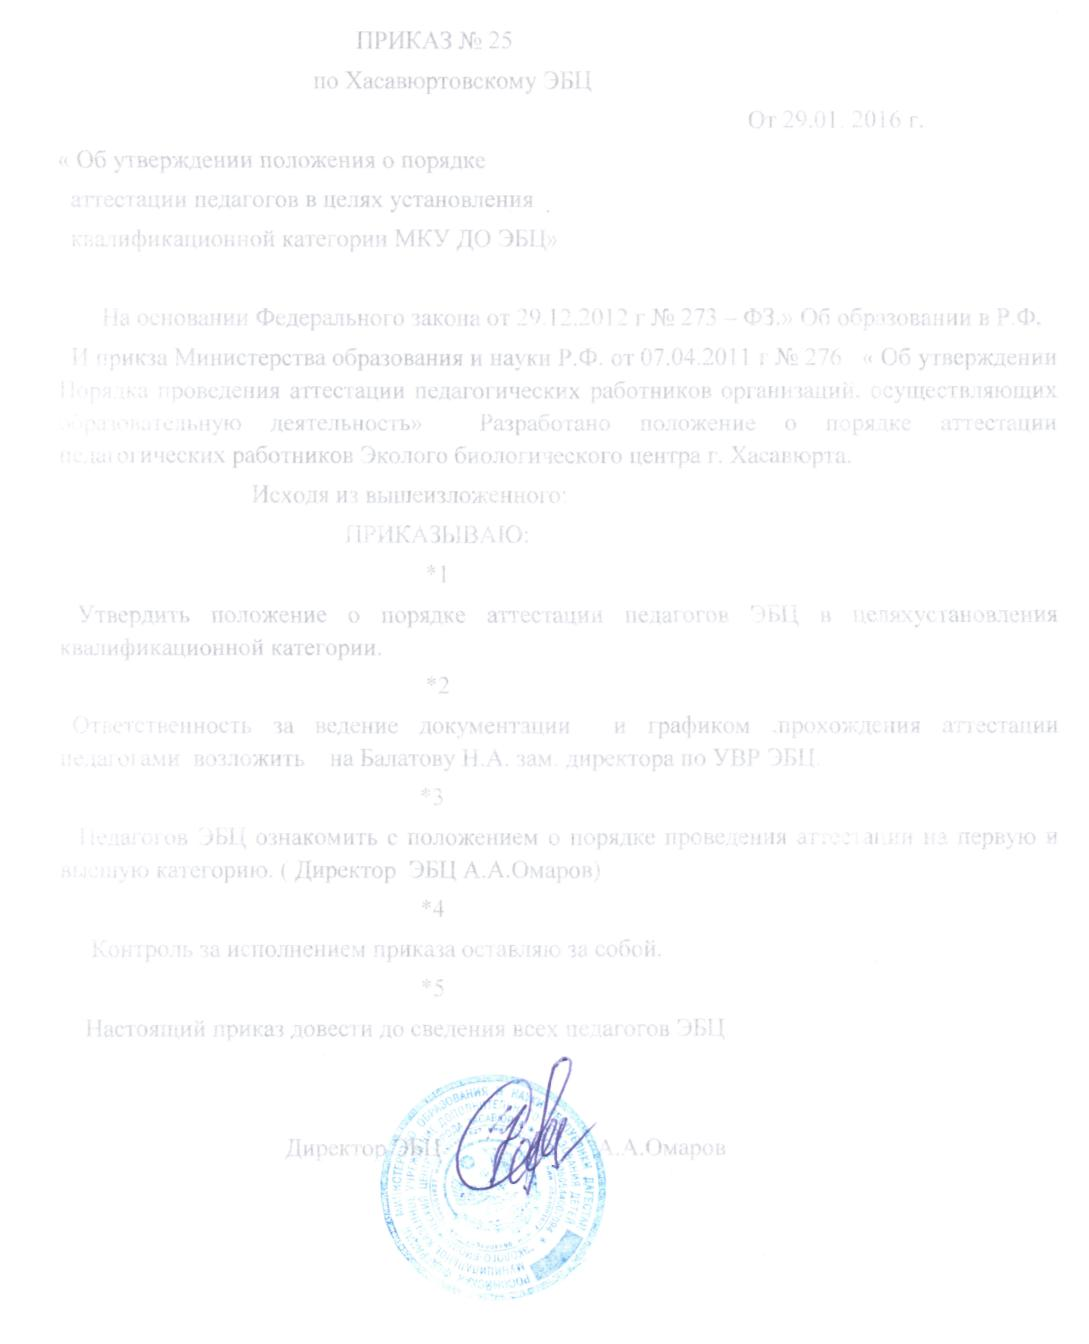 ПРИКАЗ № 25
по Хасавюртовскому ЭБЦ
От 29.01. 2016 г.
« Об утверждении положения о порядке
аттестации педагогов в целях установления
квалификационной категории МКУ ДО ЭБЦ»
На основании Федерального закона от 29.12.2012 г № 273 – ФЗ.» Об образовании в Р.Ф.
И прикза Министерства образования и науки Р.Ф. от 07.04.2011 г № 276 « Об утверждении
Порядка проведения аттестации педагогических работников организаций, осуществляющих
образовательную деятельность» Разработано положение о порядке аттестации
педагогических работников Эколого биологического центра г. Хасавюрта.
Исходя из вышеизложенного:
ПРИКАЗЫВАЮ:
*1
Утвердить положение о порядке аттестации педагогов ЭБЦ в целяхустановления
квалификационной категории.
*2
Ответственность за ведение документации и графиком .прохождения аттестации
педагогами возложить на Балатову Н.А. зам. директора по УВР ЭБЦ.
*3
Педагогов ЭБЦ ознакомить с положением о порядке проведения аттестации на первую и
высшую категорию. ( Директор ЭБЦ А.А.Омаров)
*4
Контроль за исполнением приказа оставляю за собой.
*5
Настоящий приказ довести до сведения всех педагогов ЭБЦ
Директор ЭБЦ А.А.Омаров